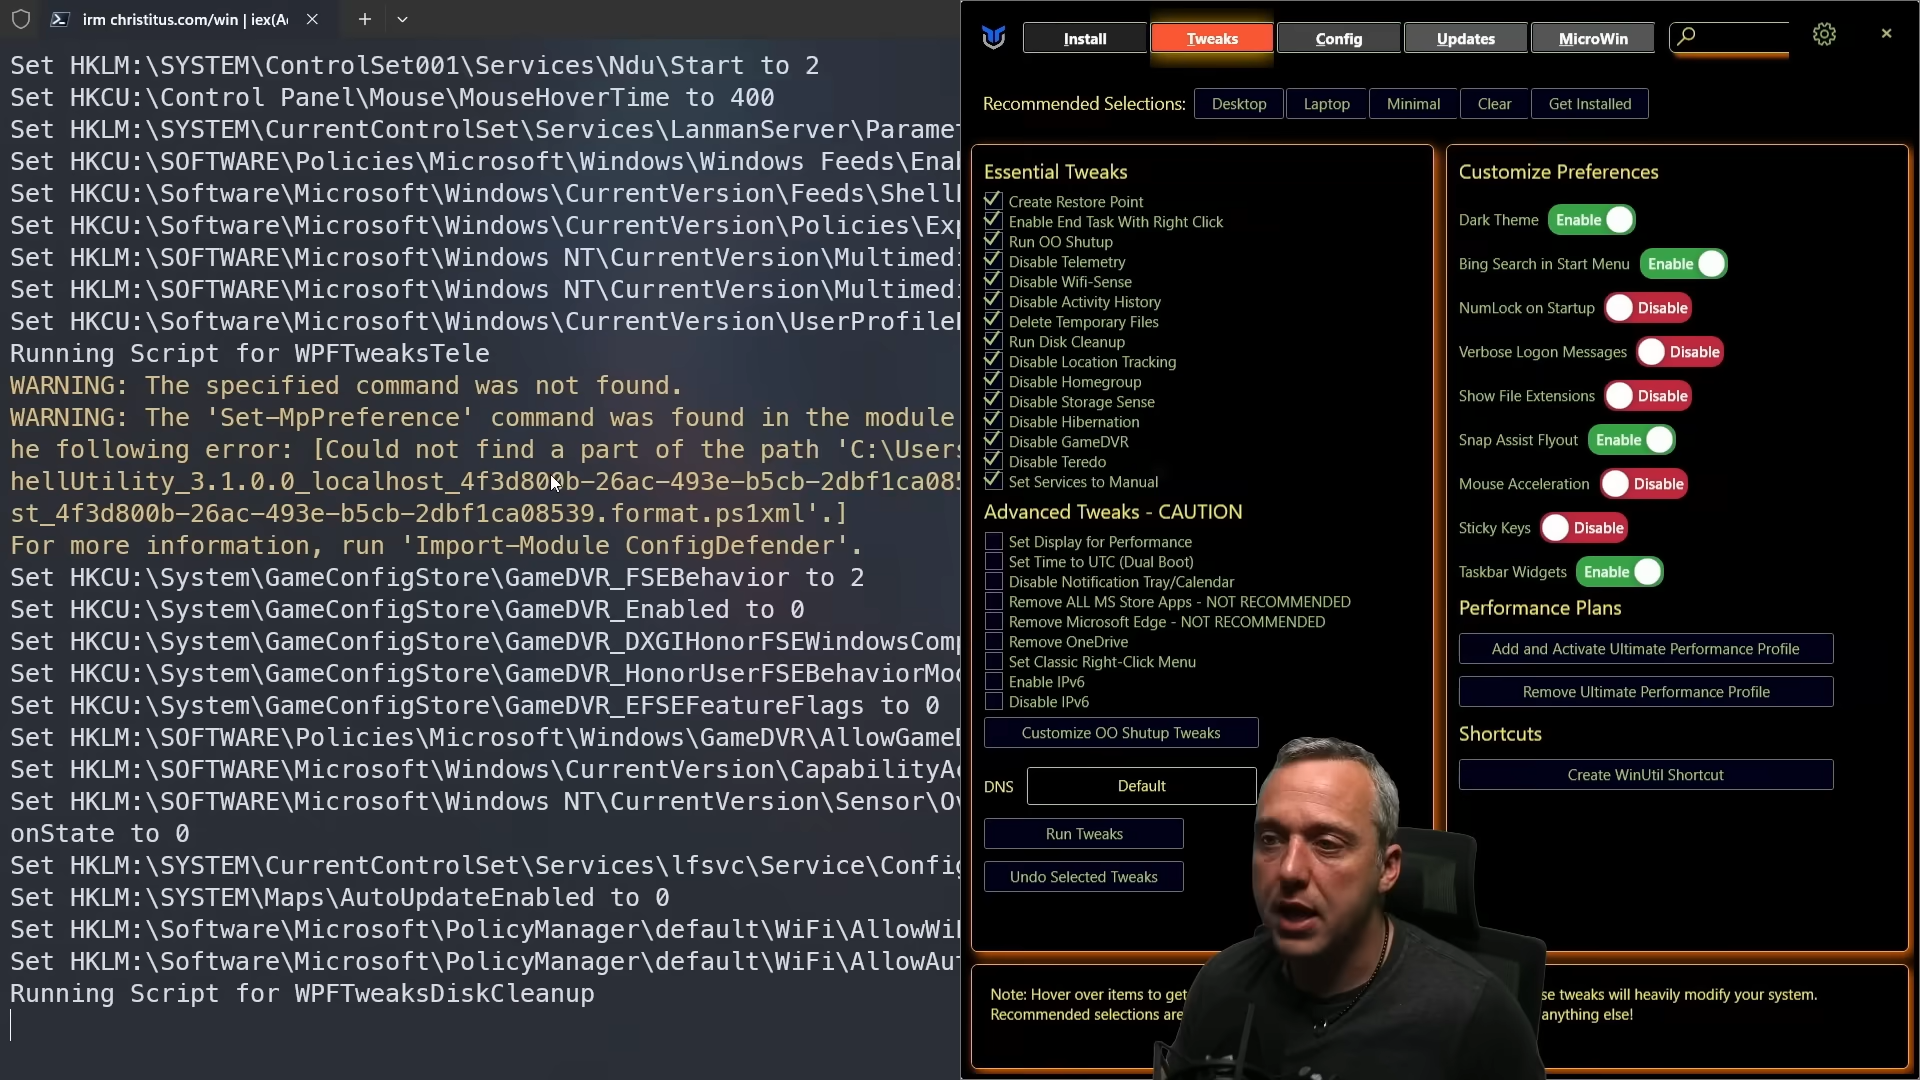 irm christitus.com/win | iex(Ac
Set HKLM:\SYSTEM\ControlSet001\Services\Ndu\Start to 2
Set HKCU:\Control Panel\Mouse\MouseHoverTime to 400
Set HKLM:\SYSTEM\CurrentControlSet\Services\LanmanServer\Paramet
Set HKCU:\SOFTWARE\Policies\Microsoft\Windows\Windows Feeds\Enab
Set HKCU:\Software\Microsoft\Windows\CurrentVersion\Feeds\Shell
Set HKCU:\Software\Microsoft\Windows\CurrentVersion\Policies\Exp
Set HKLM:\SOFTWARE\Microsoft\Windows NT\CurrentVersion\Multimedi
Set HKLM:\SOFTWARE\Microsoft\Windows NT\CurrentVersion\Multimedi
Set HKCU:\Software\Microsoft\Windows\CurrentVersion\UserProfile
Running Script for WPFTweaksTele
WARNING: The specified command was not found.
WARNING: The 'Set-MpPreference' command was found in the module
he following error: [Could not find a part of the path 'C:\Users
hellUtility_3.1.0.0_localhost_4f3d800b-26ac-493e-b5cb-2dbf1ca085
st_4f3d800b-26ac-493e-b5cb-2dbf1ca08539.format.ps1xml'.]
For more information, run 'Import-Module ConfigDefender'.
Set HKCU:\System\GameConfigStore\GameDVR_FSEBehavior to 2
Set HKCU:\System\GameConfigStore\GameDVR_Enabled to 0
Set HKCU:\System\GameConfigStore\GameDVR_DXGIHonorFSEWindowsComp
Set HKCU:\System\GameConfigStore\GameDVR_HonorUserFSEBehaviorMod
Set HKCU:\System\GameConfigStore\GameDVR_EFSEFeatureFlags to 0
Set HKLM:\SOFTWARE\Policies\Microsoft\Windows\GameDVR\AllowGame
Set HKLM:\SOFTWARE\Microsoft\Windows\CurrentVersion\CapabilityAc
Set HKLM:\SOFTWARE\Microsoft\Windows NT\CurrentVersion\Sensor\Ov
onState to 0
Set HKLM:\SYSTEM\CurrentControlSet\Services\lfsvc\Service\Config
Set HKLM:\SYSTEM\Maps\AutoUpdateEnabled to 0
Set HKLM:\Software\Microsoft\PolicyManager\default\WiFi\AllowWi
Set HKLM:\Software\Microsoft\PolicyManager\default\WiFi\AllowAut
Running Script for WPFTweaksDiskCleanup
Install Tweaks Config Updates MicroWin
Recommended Selections: Desktop Laptop Minimal Clear Get Installed
Essential Tweaks
Create Restore Point
Enable End Task With Right Click
Run OO Shutup
Disable Telemetry
Disable Wifi-Sense
Disable Activity History
Delete Temporary Files
Run Disk Cleanup
Disable Location Tracking
Disable Homegroup
Disable Storage Sense
Disable Hibernation
Disable GameDVR
Disable Teredo
Set Services to Manual
Advanced Tweaks - CAUTION
Set Display for Performance
Set Time to UTC (Dual Boot)
Disable Notification Tray/Calendar
Remove ALL MS Store Apps - NOT RECOMMENDED
Remove Microsoft Edge - NOT RECOMMENDED
Remove OneDrive
Set Classic Right-Click Menu
Enable IPv6
Disable IPv6
Customize OO Shutup Tweaks
DNS Default
Run Tweaks
Undo Selected Tweaks
Customize Preferences
Dark Theme Enable
Bing Search in Start Menu Enable
NumLock on Startup Disable
Verbose Logon Messages Disable
Show File Extensions Disable
Snap Assist Flyout Enable
Mouse Acceleration Disable
Sticky Keys Disable
Taskbar Widgets Enable
Performance Plans
Add and Activate Ultimate Performance Profile
Remove Ultimate Performance Profile
Shortcuts
Create WinUtil Shortcut
Note: Hover over items to get se tweaks will heavily modify your system.
Recommended selections are anything else!